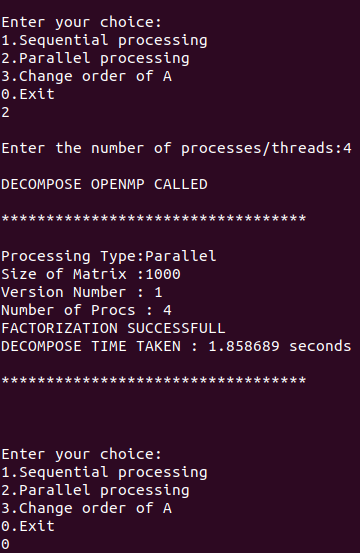 Enter your choice:
1.Sequential processing
2.Parallel processing
3.Change order of A
0.Exit
2
Enter the number of processes/threads:4
DECOMPOSE OPENMP CALLED
**********************************
Processing Type:Parallel
Size of Matrix :1000
Version Number : 1
Number of Procs : 4
FACTORIZATION SUCCESSFULL
DECOMPOSE TIME TAKEN : 1.858689 seconds
**********************************
Enter your choice:
1.Sequential processing
2.Parallel processing
3.Change order of A
0.Exit
0